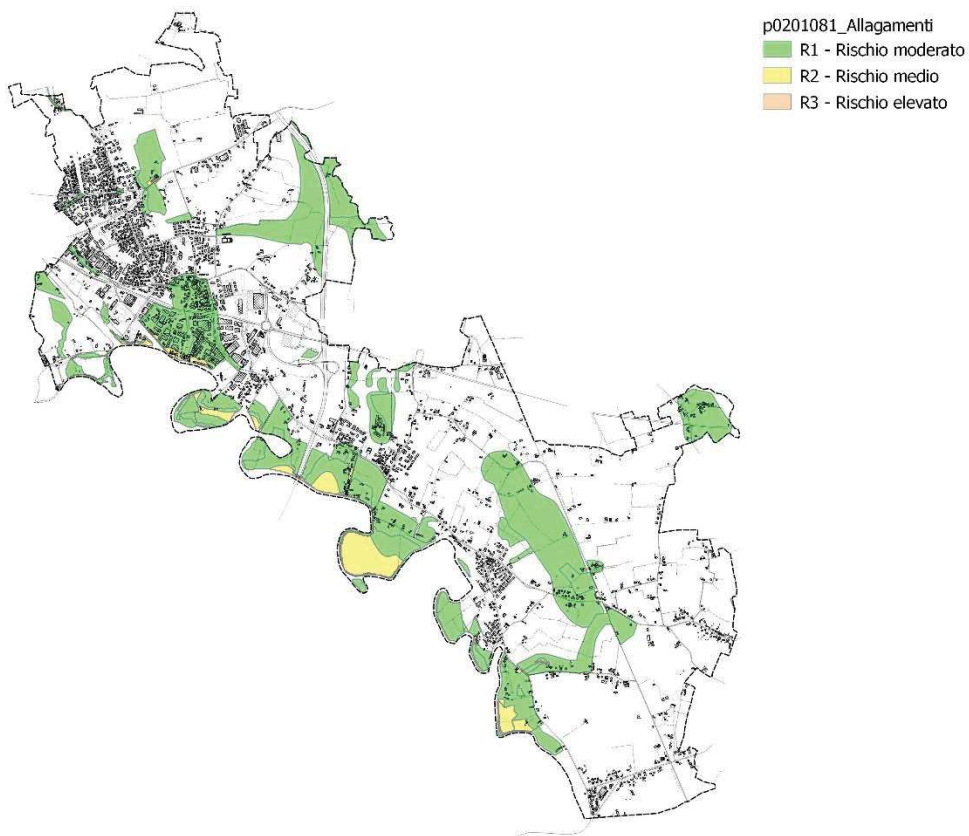 p0201081_Allagamenti
R1 - Rischio moderato
R2 - Rischio medio
R3 - Rischio elevato